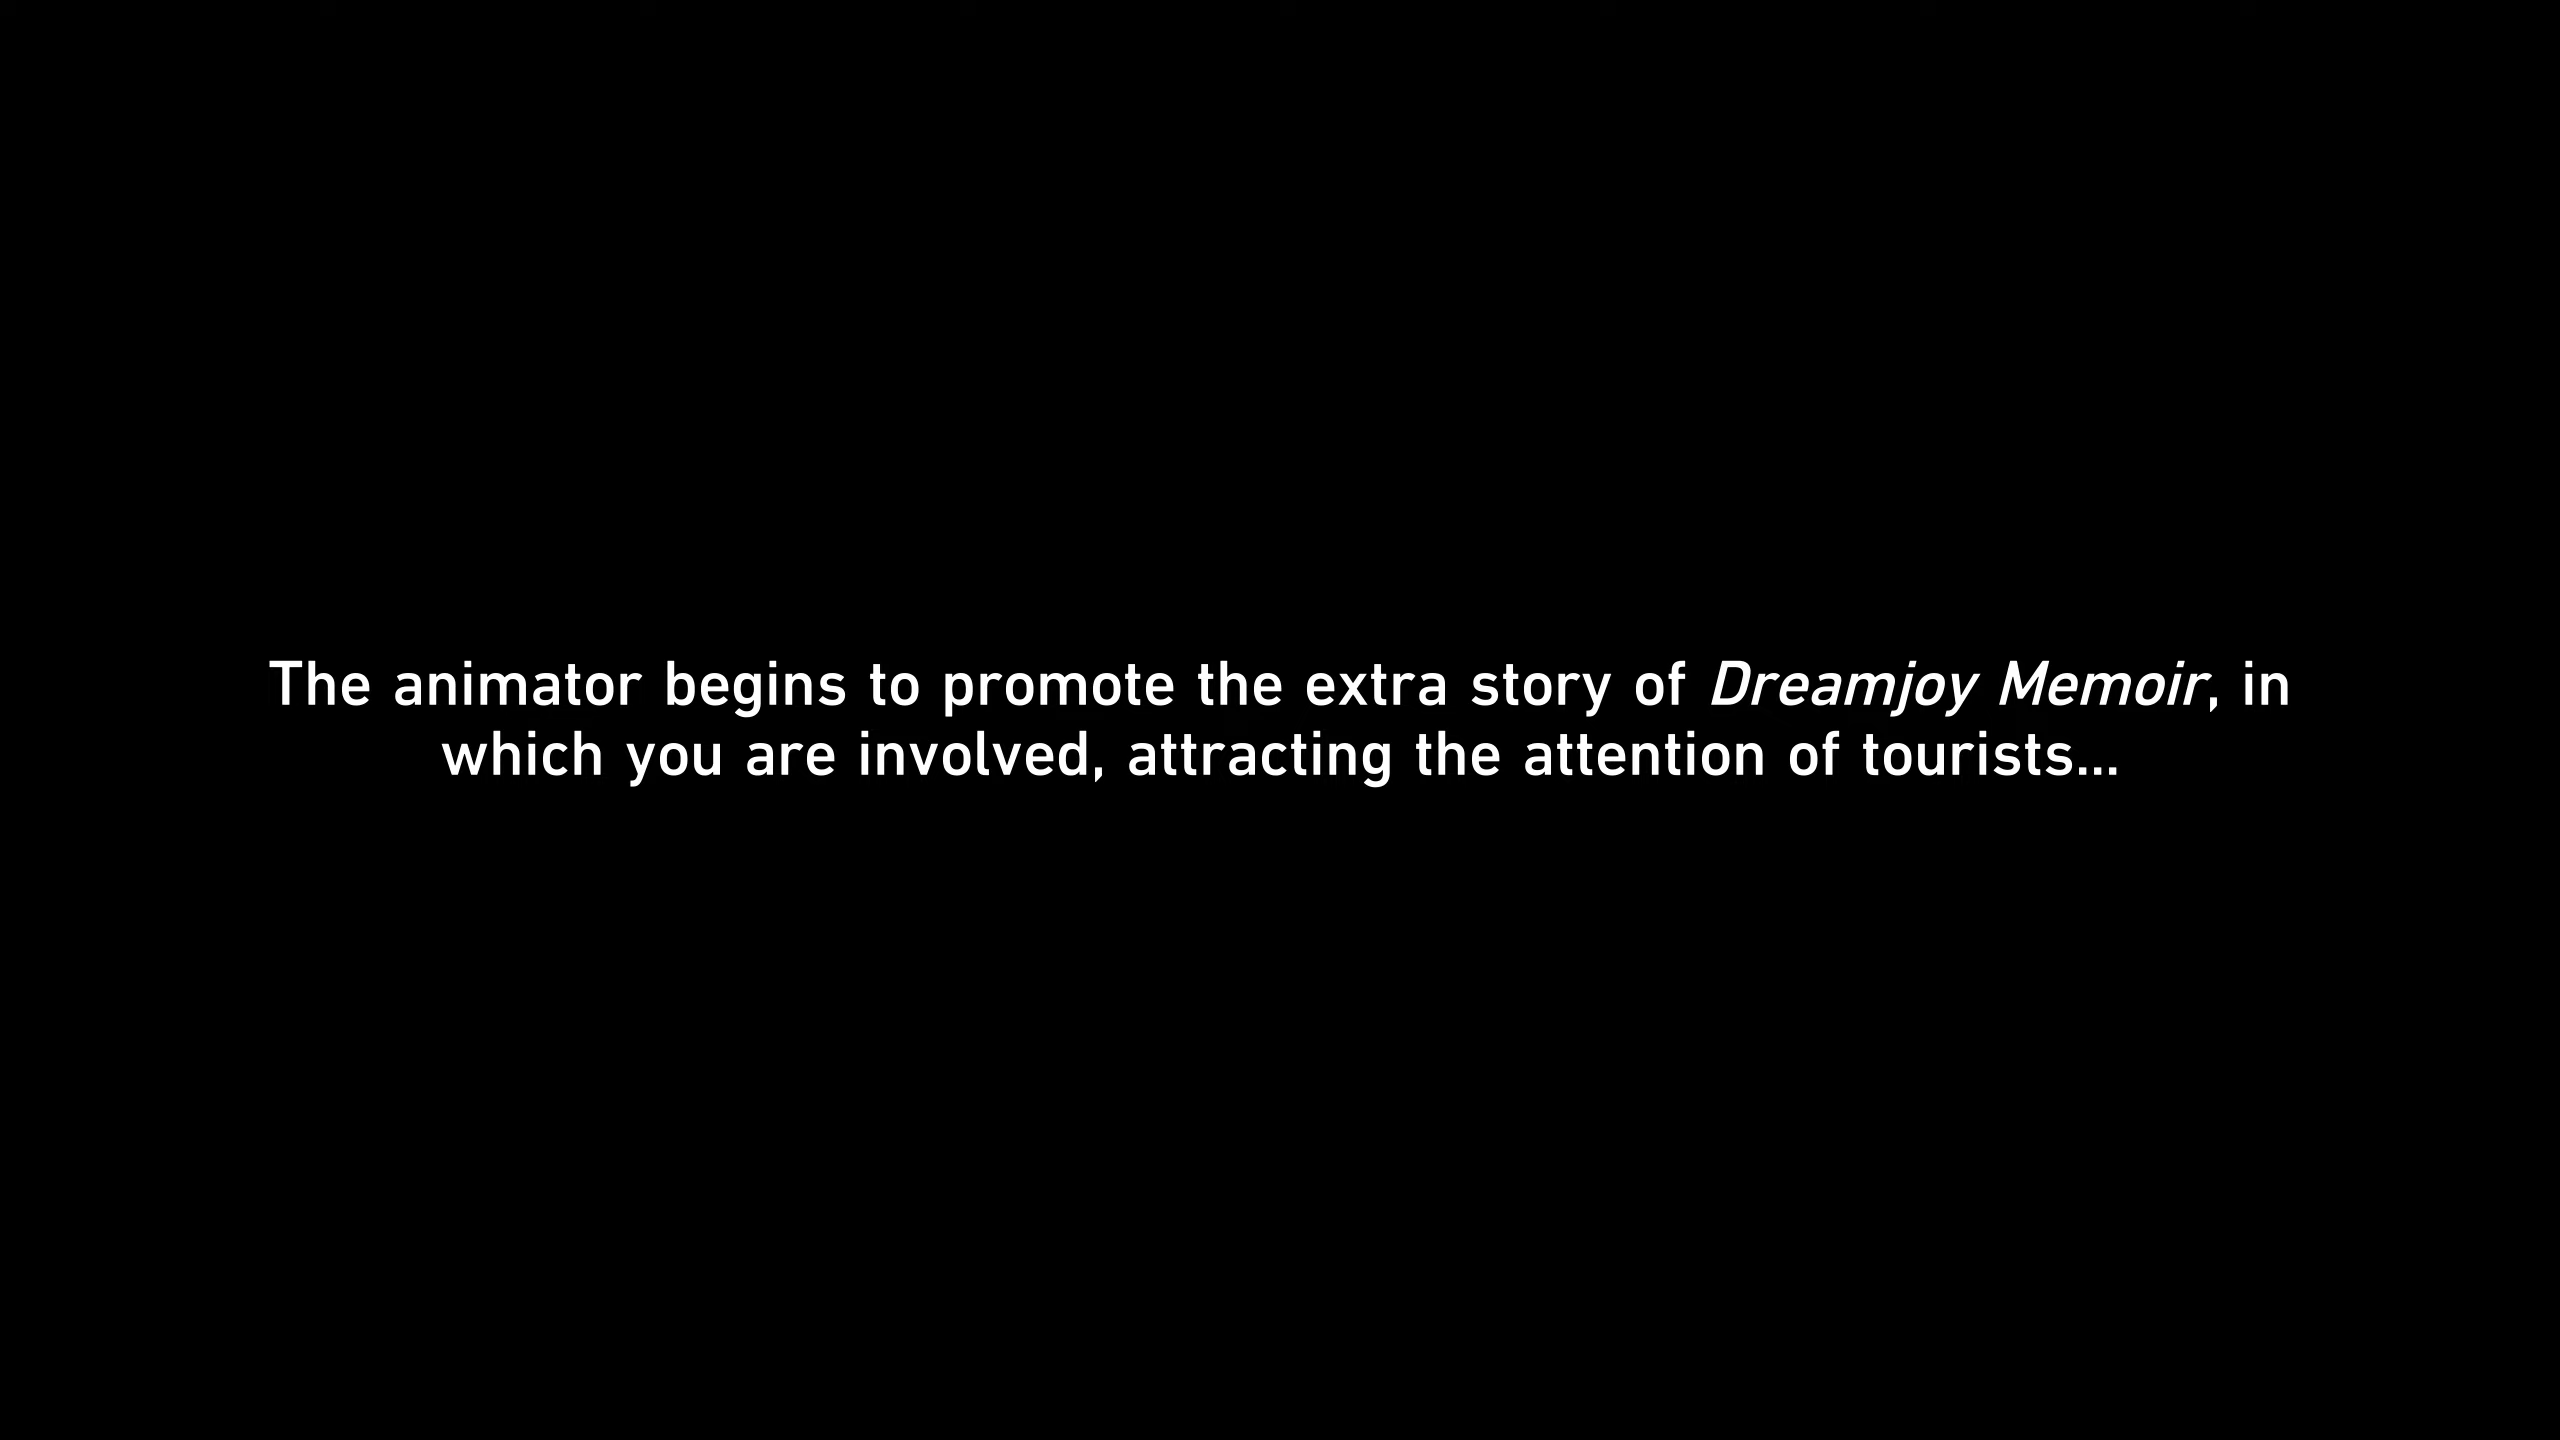 The animator begins to promote the extra story of Dreamjoy Memoir, in
which you are involved, attracting the attention of tourists...